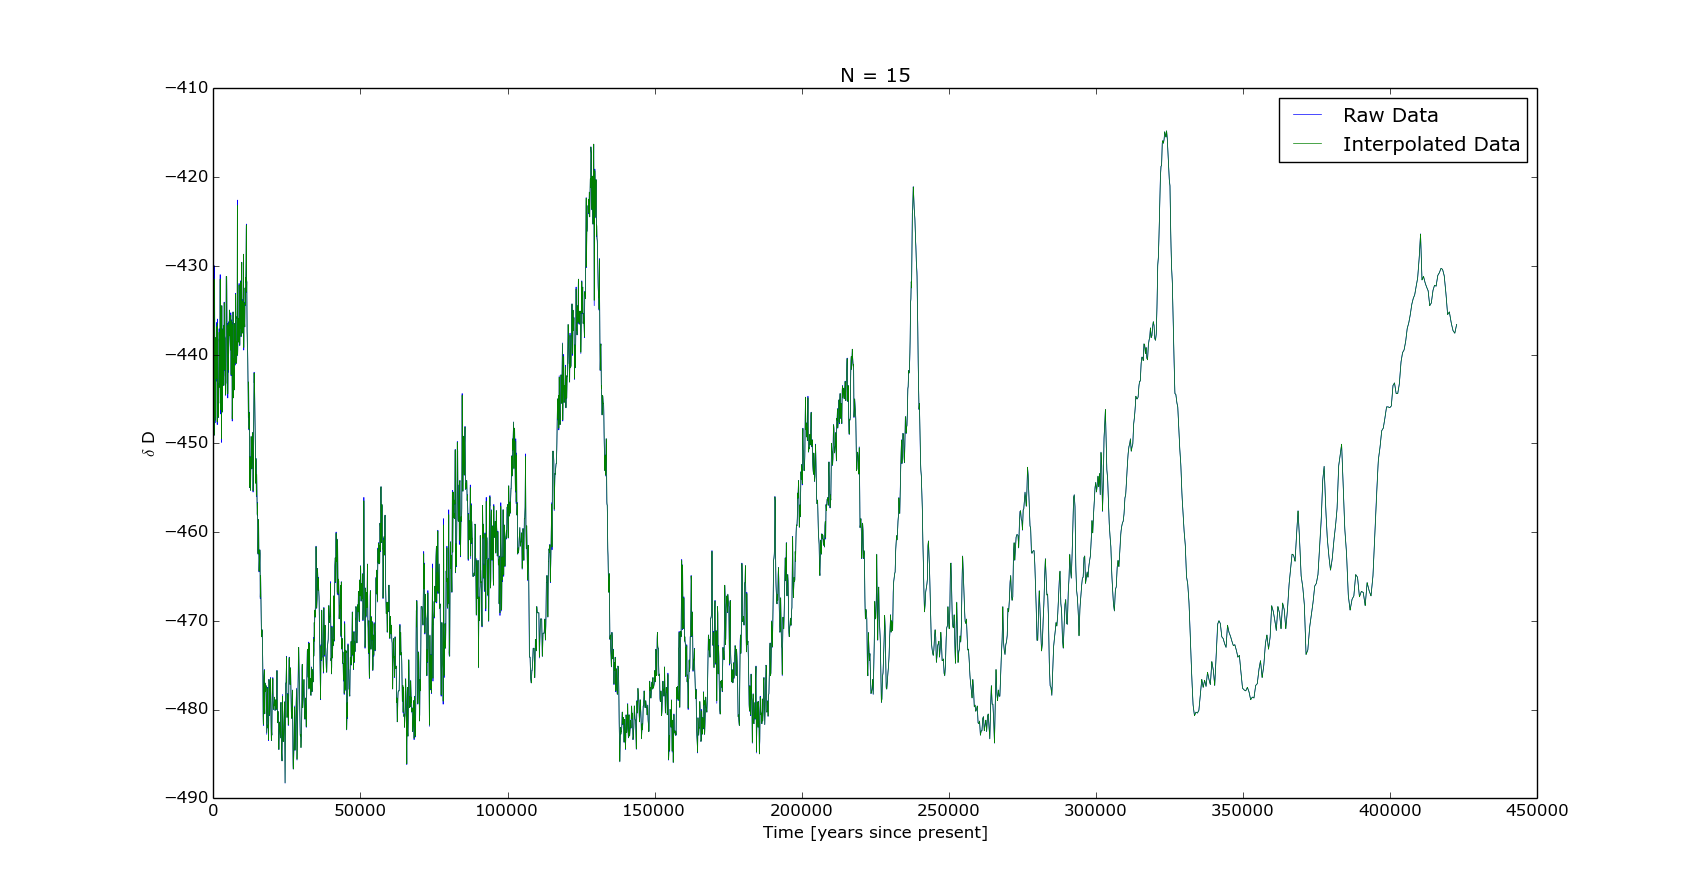 N = 15
−410
−420
−430
−440
−450
−460
−470
−480
−490
δ D
Raw Data
Interpolated Data
0 50000 100000 150000 200000 250000 300000 350000 400000 450000
Time [years since present]